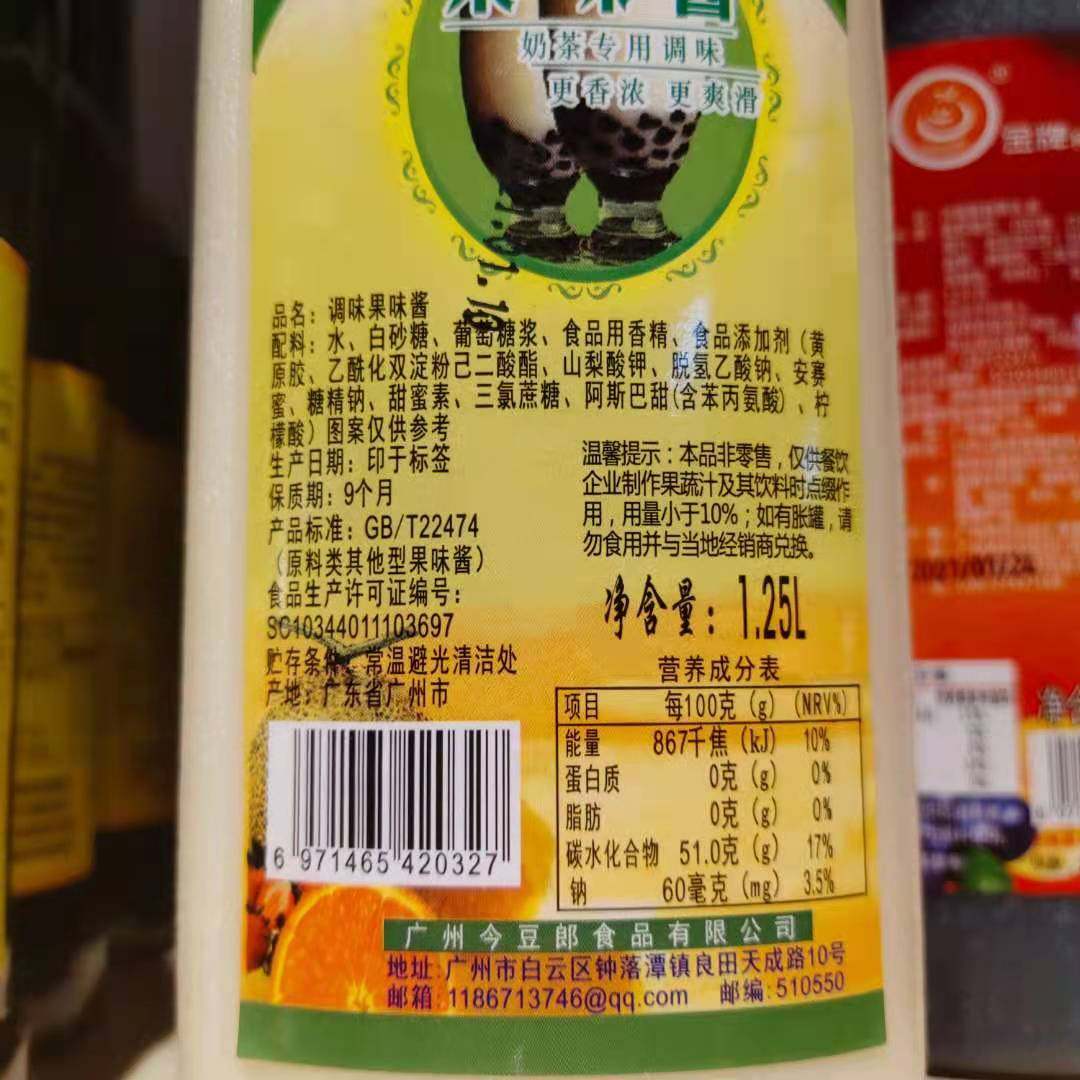 奶茶专用调味
更香浓 更爽滑
品名：调味果味酱
配料：水、白砂糖、葡萄糖浆、食品用香精、食品添加剂（黄
原胶、乙酰化双淀粉己二酸酯、山梨酸钾、脱氢乙酸钠、安赛
蜜、糖精钠、甜蜜素、三氯蔗糖、阿斯巴甜(含苯丙氨酸)、柠
檬酸）图案仅供参考
生产日期：印于标签
保质期：9个月
产品标准：GB/T22474
（原料类其他型果味酱）
食品生产许可证编号：
SC10344011103697
贮存条件：常温避光清洁处
产地：广东省广州市
温馨提示：本品非零售，仅供餐饮
企业制作果蔬汁及其饮料时点缀作
用，用量小于10%；如有胀罐，请
勿食用并与当地经销商兑换。
净含量：1.25L
营养成分表
项目 每100克（g） （NRV%）
能量 867千焦（kJ） 10%
蛋白质 0克（g） 0%
脂肪 0克（g） 0%
碳水化合物 51.0克（g） 17%
钠 60毫克（mg） 3.5%
6 971465 420327
广州今豆郎食品有限公司
地址:广州市白云区钟落潭镇良田天成路10号
邮箱:1186713746@qq.com 邮编:510550
金牌
2021/01/24